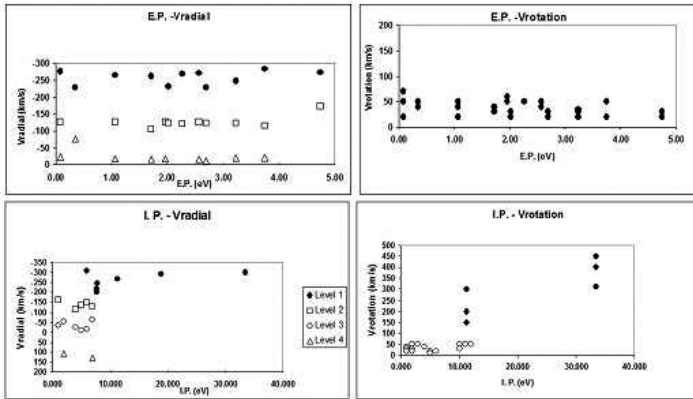 E.P. -Vradial
Vradial(km/s)
-300
-250
-200
-150
-100
-50
0
0.00 1.00 2.00 3.00 4.00 5.00
E.P. (eV)
E.P. -Vrotation
Vrotation (km/s)
200
150
100
50
0
0.00 1.00 2.00 3.00 4.00 5.00
E.P. [eV]
I. P. - Vradial
Vradial (km/s)
-350
-300
-250
-200
-150
-100
-50
0
50
100
150
200
0.000 10.000 20.000 30.000 40.000
I.P. (eV)
Level 1
Level 2
Level 3
Level 4
I.P. - Vrotation
Vrotation (km/s)
500
450
400
350
300
250
200
150
100
50
0
0.000 10.000 20.000 30.000 40.000
I. P. (eV)